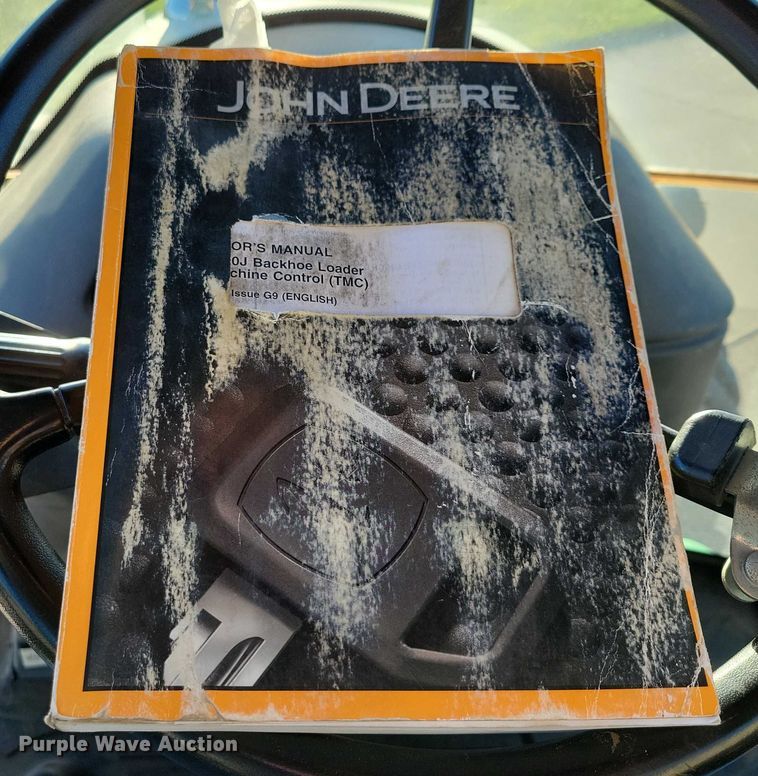 JOHN DEERE
OR'S MANUAL
0J Backhoe Loader
chine Control (TMC)
Issue G9 (ENGLISH)
Purple Wave Auction